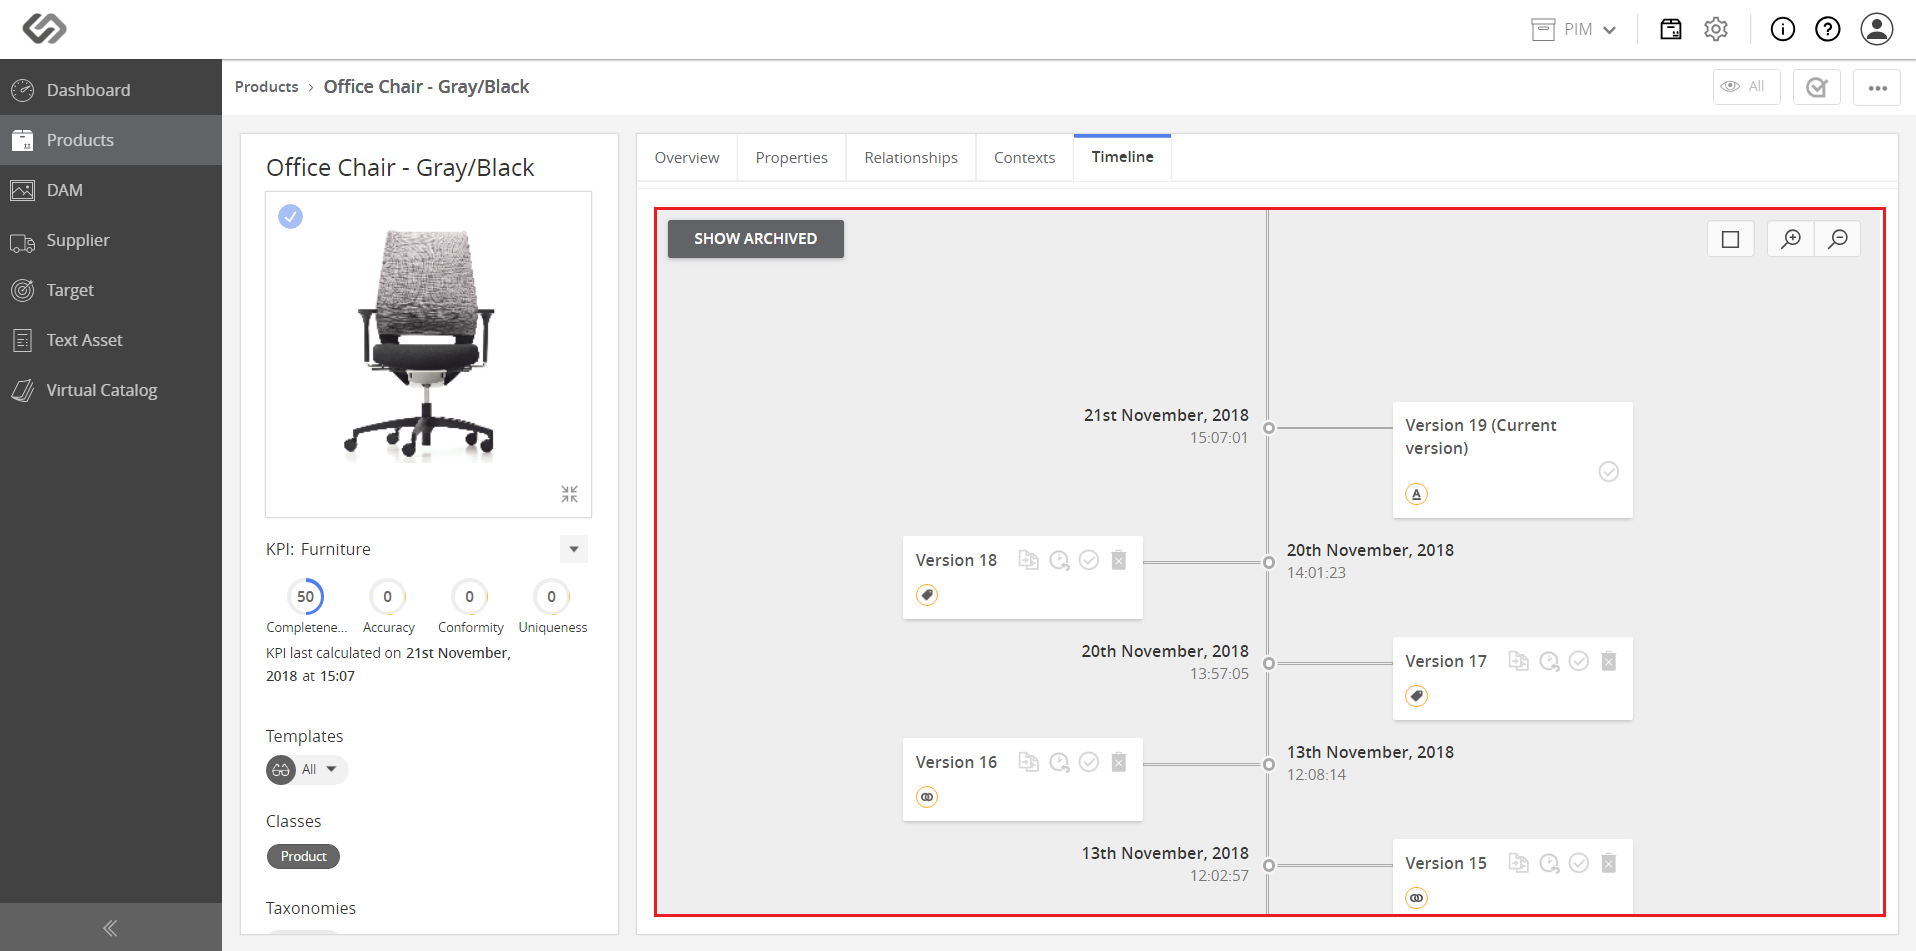 PIM
Dashboard
Products
DAM
Supplier
Target
Text Asset
Virtual Catalog
Products › Office Chair - Gray/Black
All
Office Chair - Gray/Black
KPI: Furniture
50
0
0
0
Completene...
Accuracy
Conformity
Uniqueness
KPI last calculated on 21st November,
2018 at 15:07
Templates
All
Classes
Product
Taxonomies
Overview
Properties
Relationships
Contexts
Timeline
SHOW ARCHIVED
21st November, 2018
15:07:01
Version 19 (Current
version)
A
Version 18
20th November, 2018
14:01:23
20th November, 2018
13:57:05
Version 17
Version 16
13th November, 2018
12:08:14
13th November, 2018
12:02:57
Version 15